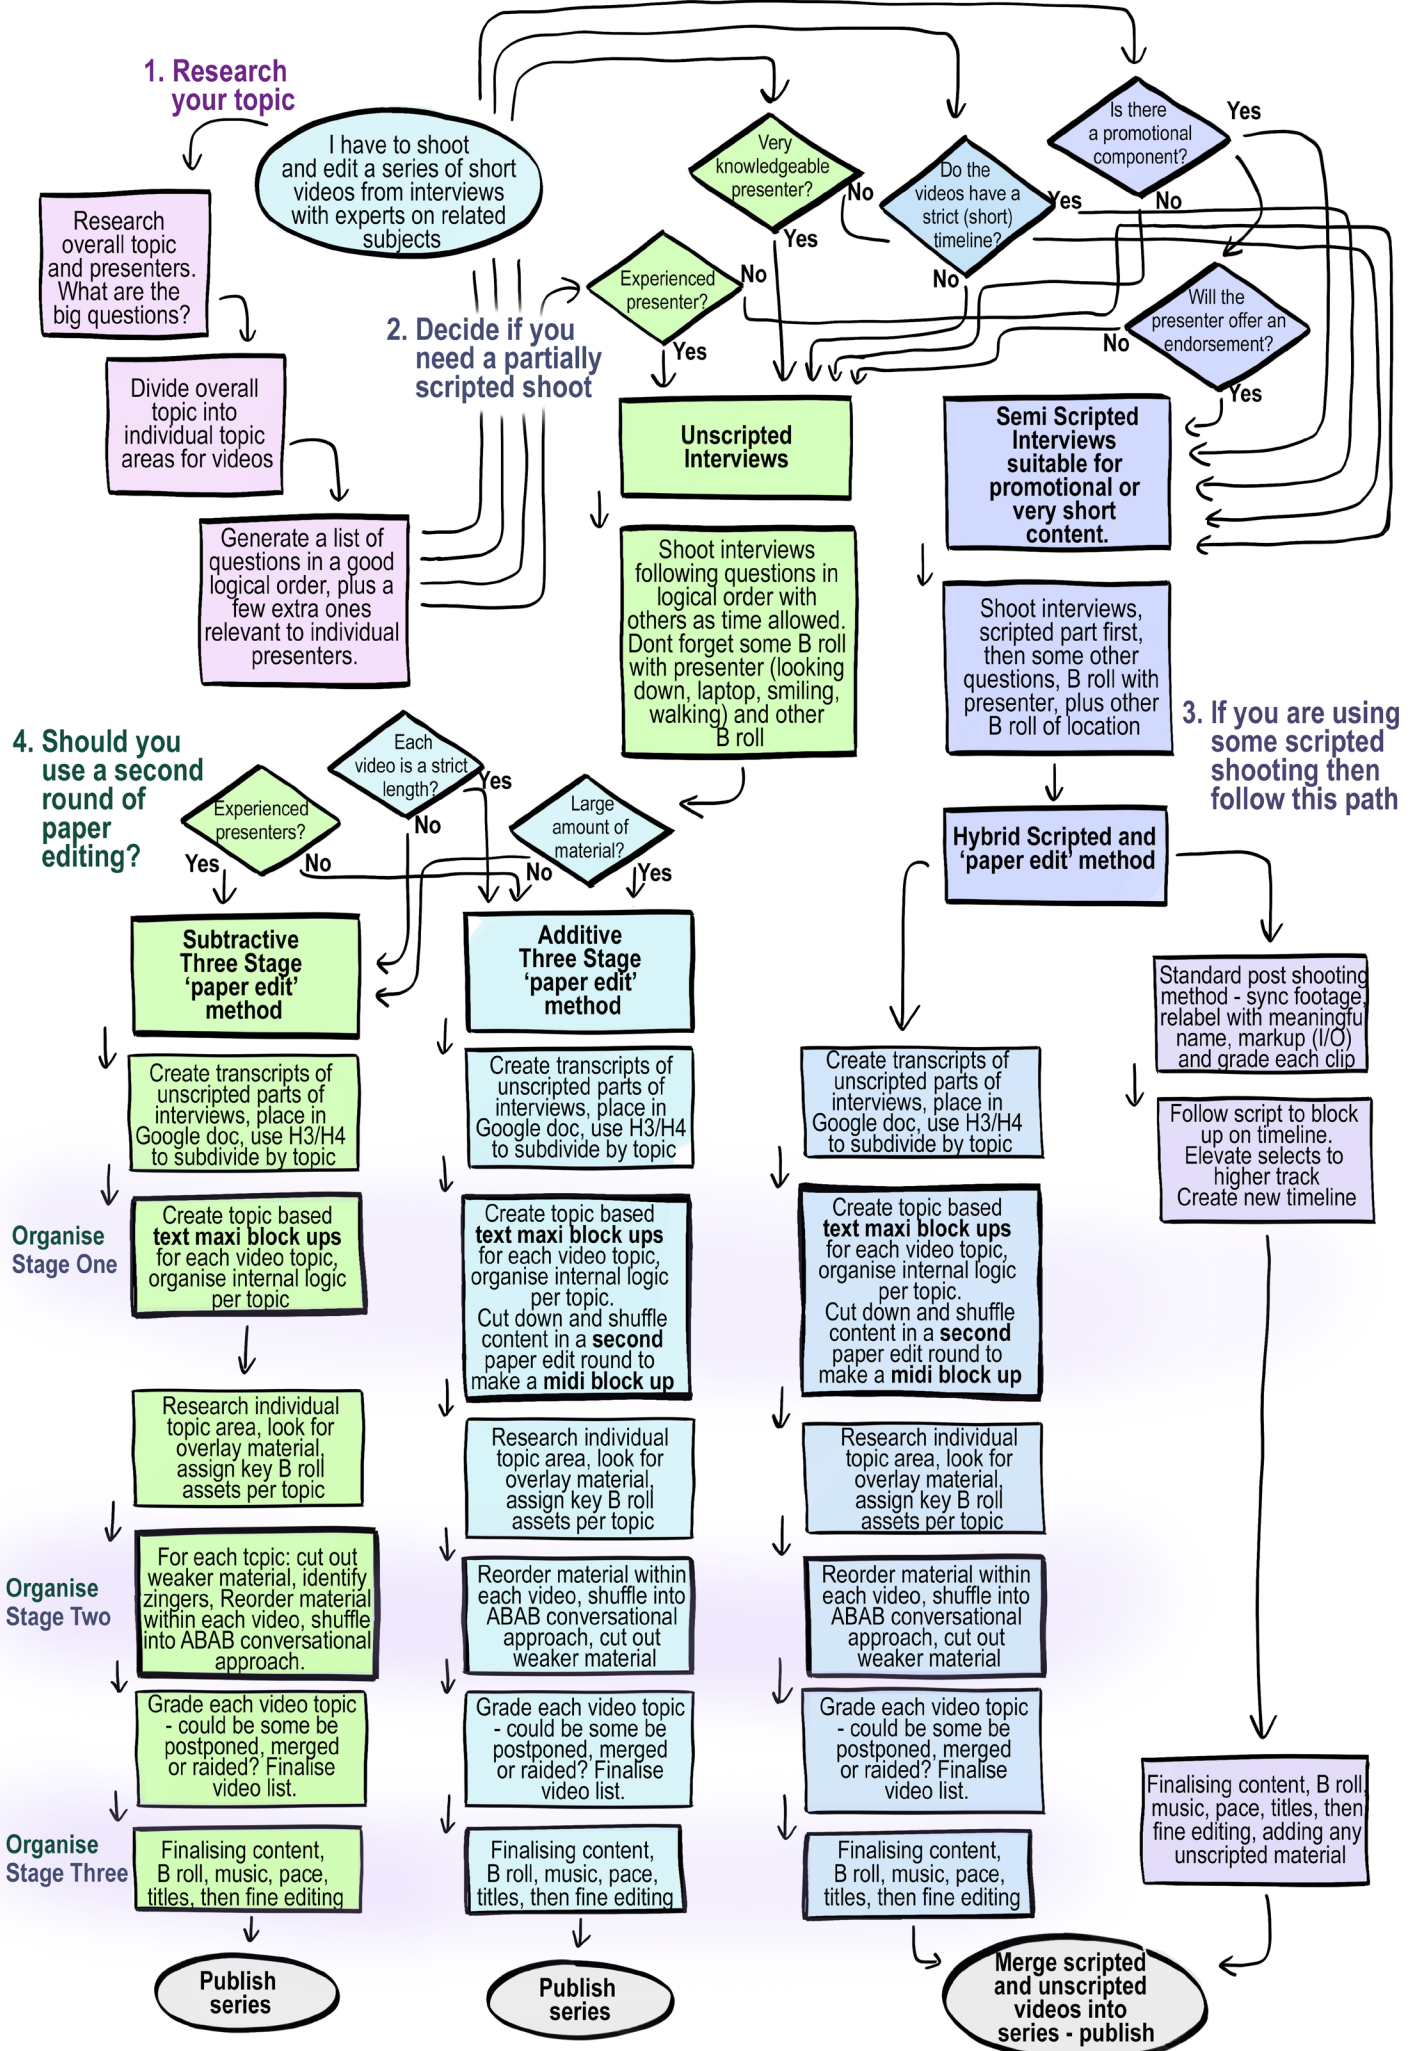 1. Research
your topic
I have to shoot
and edit a series of short
videos from interviews
with experts on related
subjects
Research
overall topic
and presenters.
What are the
big questions?
Divide overall
topic into
individual topic
areas for videos
Generate a list of
questions in a good
logical order, plus a
few extra ones
relevant to individual
presenters.
2. Decide if you
need a partially
scripted shoot
Experienced
presenter?
No
Yes
Very
knowledgeable
presenter?
No
Yes
Do the
videos have a
strict (short)
timeline?
Yes
No
Is there
a promotional
component?
Yes
No
Will the
presenter offer an
endorsement?
No
Yes
Unscripted
Interviews
Shoot interviews
following questions in
logical order with
others as time allowed.
Dont forget some B roll
with presenter (looking
down, laptop, smiling,
walking) and other
B roll
Semi Scripted
Interviews
suitable for
promotional or
very short
content.
Shoot interviews,
scripted part first,
then some other
questions, B roll with
presenter, plus other
B roll of location
3. If you are using
some scripted
shooting then
follow this path
Hybrid Scripted and
‘paper edit’ method
4. Should you
use a second
round of
paper
editing?
Experienced
presenters?
Yes
No
Each
video is a strict
length?
Yes
No
Large
amount of
material?
No
Yes
Subtractive
Three Stage
‘paper edit’
method
Create transcripts of
unscripted parts of
interviews, place in
Google doc, use H3/H4
to subdivide by topic
Organise
Stage One
Create topic based
text maxi block ups
for each video topic,
organise internal logic
per topic
Research individual
topic area, look for
overlay material,
assign key B roll
assets per topic
Organise
Stage Two
For each tcpic: cut out
weaker material, identify
zingers, Reorder material
within each video, shuffle
into ABAB conversational
approach.
Grade each video topic
- could be some be
postponed, merged
or raided? Finalise
video list.
Organise
Stage Three
Finalising content,
B roll, music, pace,
titles, then fine editing
Publish
series
Additive
Three Stage
‘paper edit’
method
Create transcripts of
unscripted parts of
interviews, place in
Google doc, use H3/H4
to subdivide by topic
Create topic based
text maxi block ups
for each video topic,
organise internal logic
per topic.
Cut down and shuffle
content in a second
paper edit round to
make a midi block up
Research individual
topic area, look for
overlay material,
assign key B roll
assets per topic
Reorder material within
each video, shuffle into
ABAB conversational
approach, cut out
weaker material
Grade each video topic
- could be some be
postponed, merged
or raided? Finalise
video list.
Finalising content,
B roll, music, pace,
titles, then fine editing
Publish
series
Create transcripts of
unscripted parts of
interviews, place in
Google doc, use H3/H4
to subdivide by topic
Create topic based
text maxi block ups
for each video topic,
organise internal logic
per topic.
Cut down and shuffle
content in a second
paper edit round to
make a midi block up
Research individual
topic area, look for
overlay material,
assign key B roll
assets per topic
Reorder material within
each video, shuffle into
ABAB conversational
approach, cut out
weaker material
Grade each video topic
- could be some be
postponed, merged
or raided? Finalise
video list.
Finalising content,
B roll, music, pace,
titles, then fine editing
Standard post shooting
method - sync footage,
relabel with meaningful
name, markup (I/O)
and grade each clip
Follow script to block
up on timeline.
Elevate selects to
higher track
Create new timeline
Finalising content, B roll,
music, pace, titles, then
fine editing, adding any
unscripted material
Merge scripted
and unscripted
videos into
series - publish